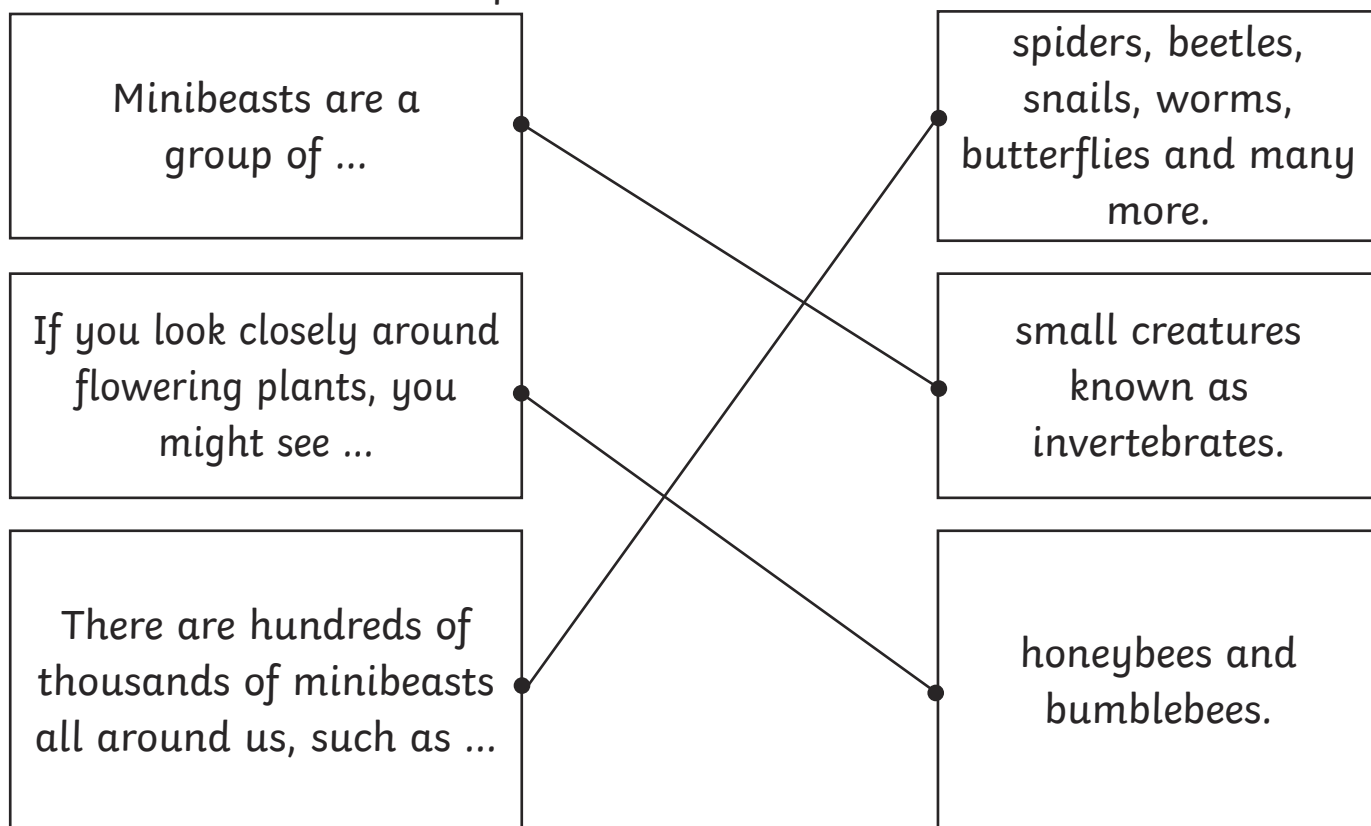 Minibeasts are a
group of ...
spiders, beetles,
snails, worms,
butterflies and many
more.
If you look closely around
flowering plants, you
might see ...
small creatures
known as
invertebrates.
There are hundreds of
thousands of minibeasts
all around us, such as ...
honeybees and
bumblebees.